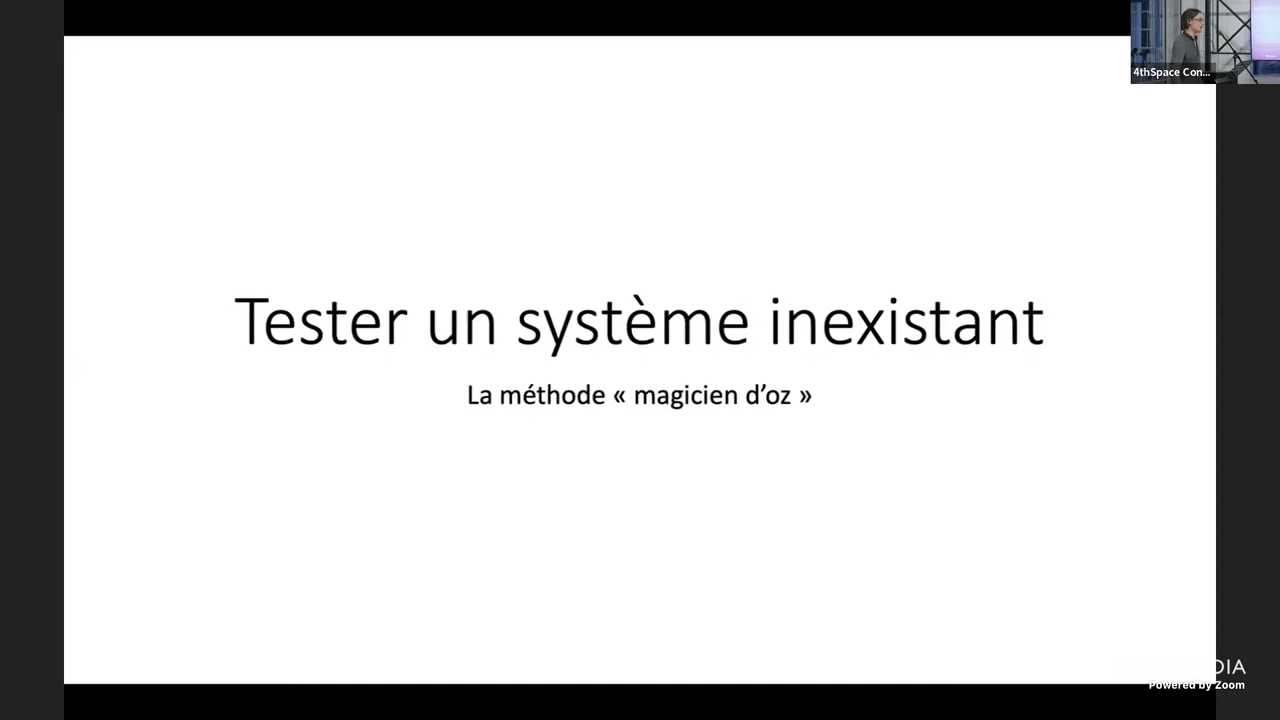 4thSpace Con...
Tester un système inexistant
La méthode « magicien d’oz »
Powered by Zoom